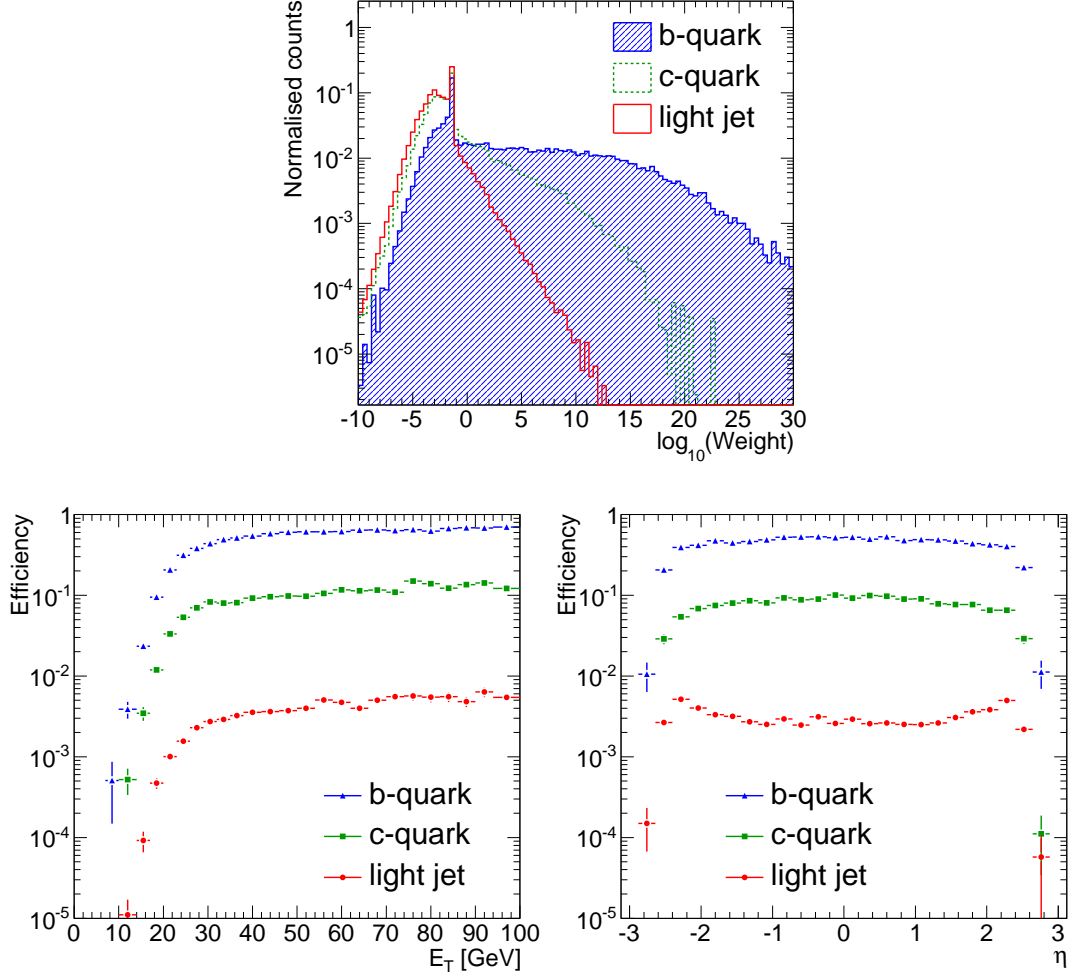 Normalised counts
1
10^-1
10^-2
10^-3
10^-4
10^-5
b-quark
c-quark
light jet
-10 -5 0 5 10 15 20 25 30
log_10(Weight)
Efficiency
1
10^-1
10^-2
10^-3
10^-4
10^-5
b-quark
c-quark
light jet
0 10 20 30 40 50 60 70 80 90 100
E_T [GeV]
Efficiency
1
10^-1
10^-2
10^-3
10^-4
10^-5
b-quark
c-quark
light jet
-3 -2 -1 0 1 2 3
η